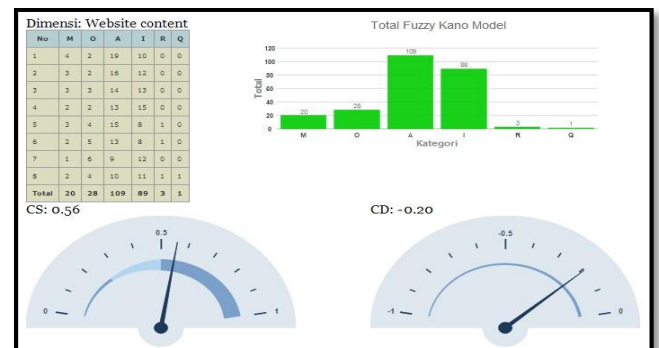 Dimensi: Website content
No M O A I R Q
1 4 2 19 10 0 0
2 3 2 16 12 0 0
3 3 3 14 13 0 0
4 2 2 13 15 0 0
5 3 4 15 8 1 0
6 2 5 13 8 1 0
7 1 6 9 12 0 0
8 2 4 10 11 1 1
Total 20 28 109 89 3 1
Total Fuzzy Kano Model
120
100
80
60
40
20
0
Total
20 28 109 89 3 1
M O A I R Q
Kategori
CS: 0.56
0 0.5 1
CD: -0.20
-1 -0.5 0